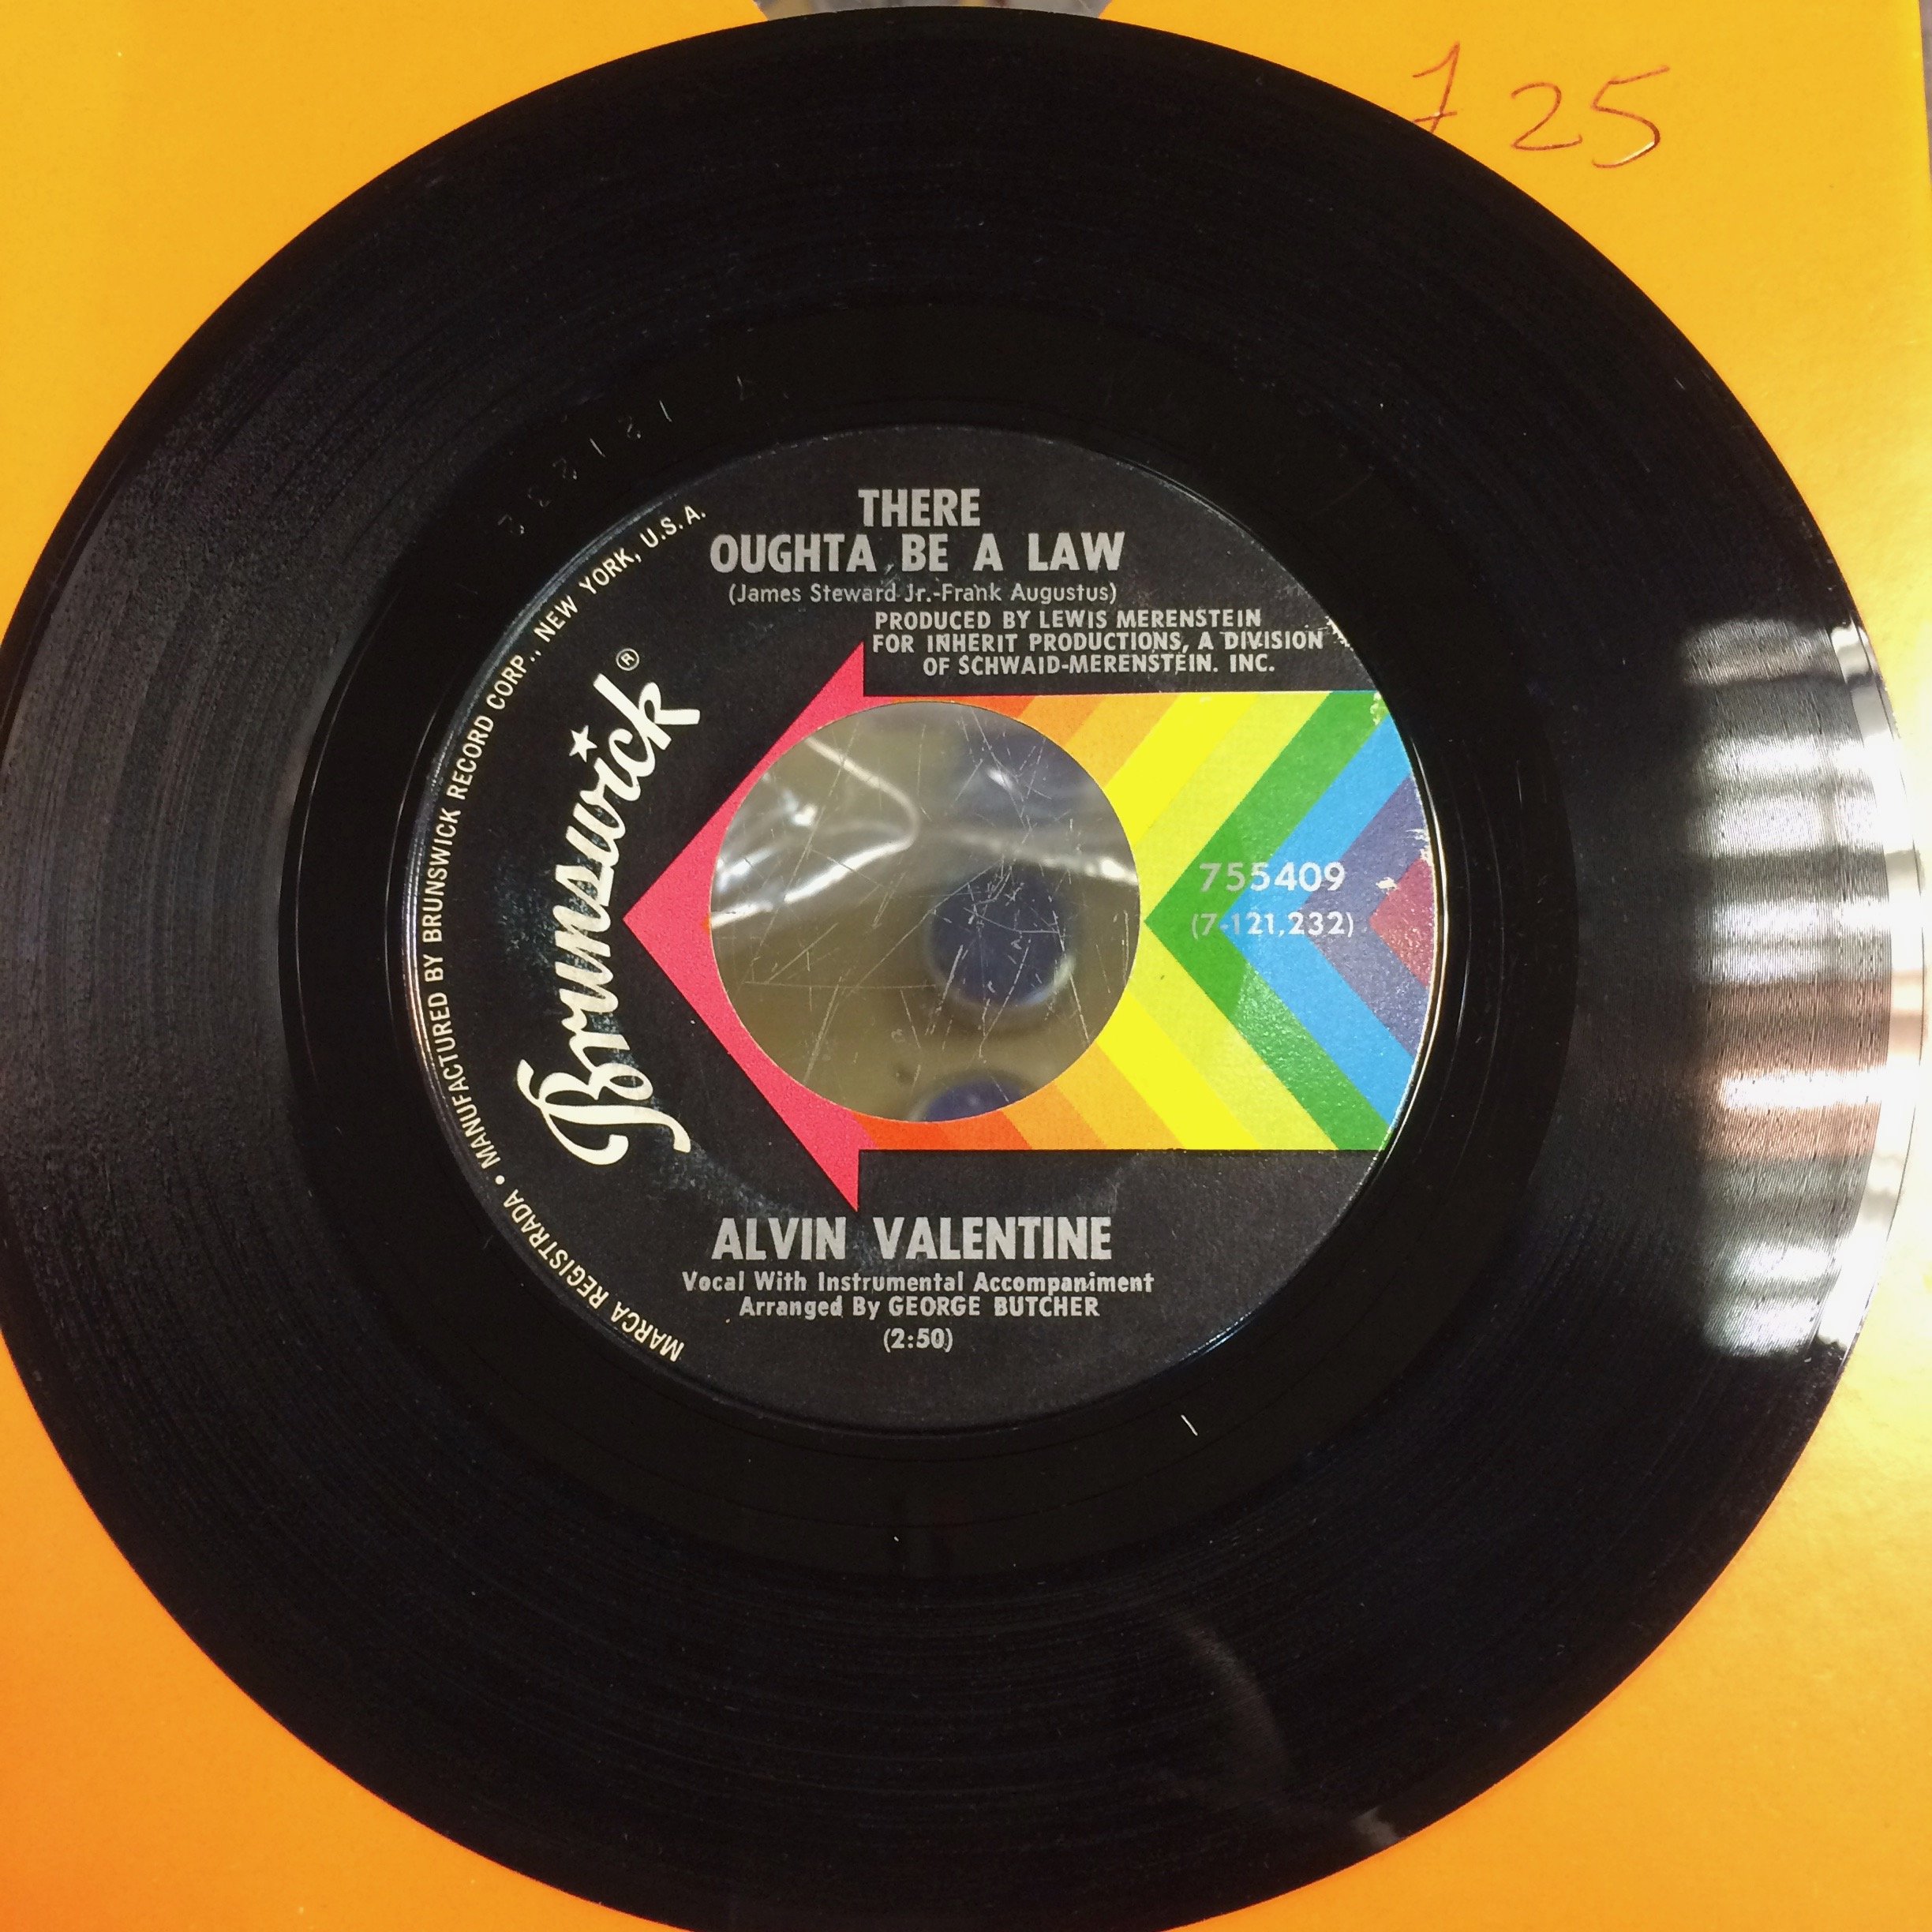 725
THERE
OUGHTA BE A LAW
(James Steward Jr.-Frank Augustus)
PRODUCED BY LEWIS MERENSTEIN
FOR INHERIT PRODUCTIONS, A DIVISION
OF SCHWAID-MERENSTEIN. INC.
Brunswick®
755409
(7-121,232)
ALVIN VALENTINE
Vocal With Instrumental Accompaniment
Arranged By GEORGE BUTCHER
(2:50)
MARCA REGISTRADA • MANUFACTURED BY BRUNSWICK RECORD CORP., NEW YORK, U.S.A.